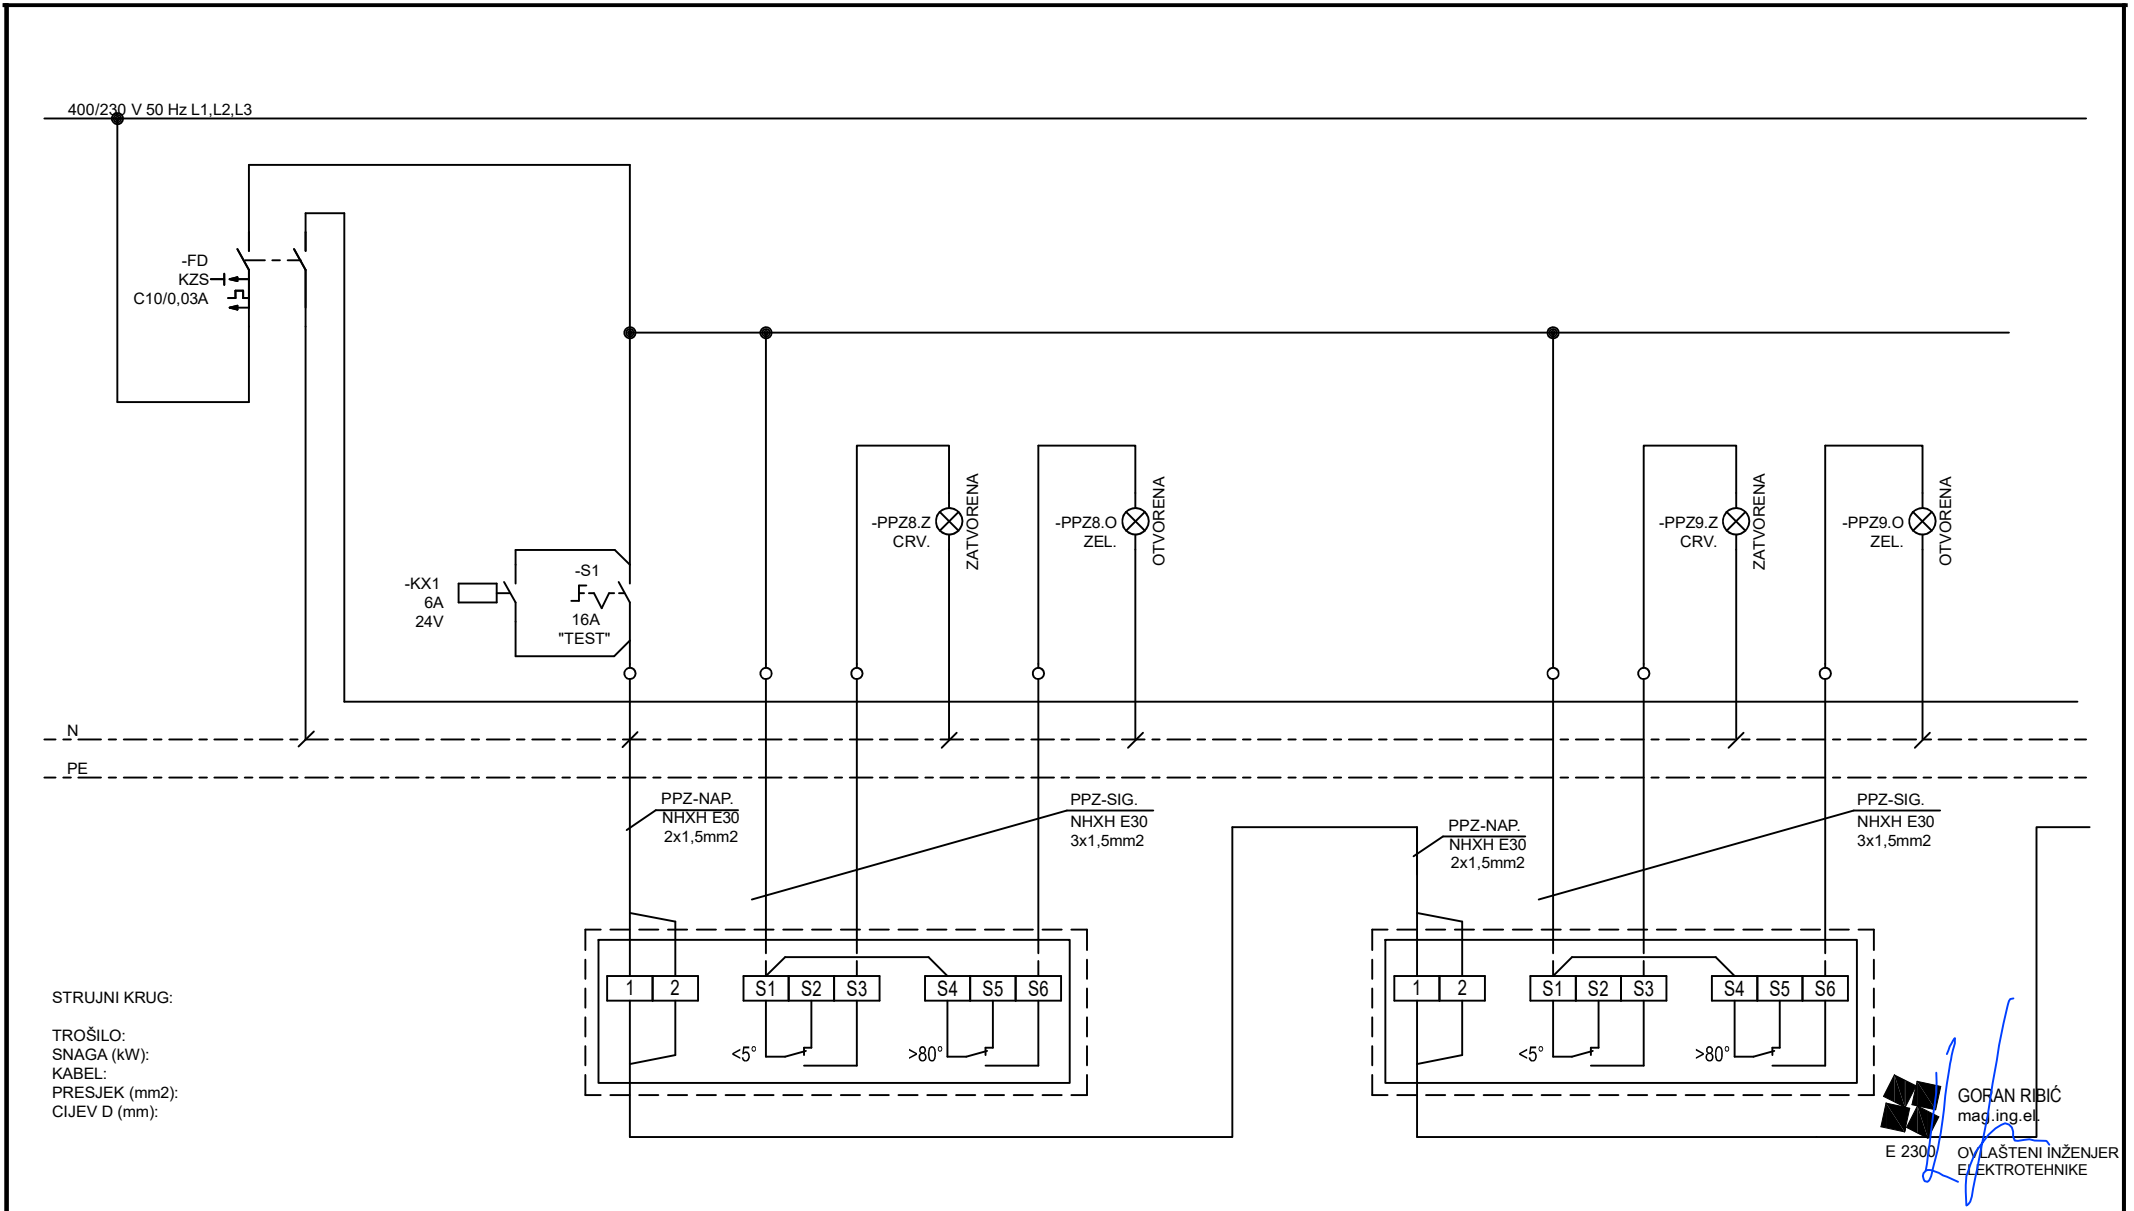 400/230 V 50 Hz L1,L2,L3
-FD
KZS
C10/0,03A
-KX1
6A
24V
-S1
16A
"TEST"
-PPZ8.Z
CRV.
ZATVORENA
-PPZ8.O
ZEL.
OTVORENA
-PPZ9.Z
CRV.
ZATVORENA
-PPZ9.O
ZEL.
OTVORENA
N
PE
PPZ-NAP.
NHXH E30
2x1,5mm2
PPZ-SIG.
NHXH E30
3x1,5mm2
PPZ-NAP.
NHXH E30
2x1,5mm2
PPZ-SIG.
NHXH E30
3x1,5mm2
1 2 S1 S2 S3 S4 S5 S6
<5° >80°
1 2 S1 S2 S3 S4 S5 S6
<5° >80°
STRUJNI KRUG:
TROŠILO:
SNAGA (kW):
KABEL:
PRESJEK (mm2):
CIJEV D (mm):
GORAN RIBIĆ
mag.ing.el.
E 2300
OVLAŠTENI INŽENJER
ELEKTROTEHNIKE